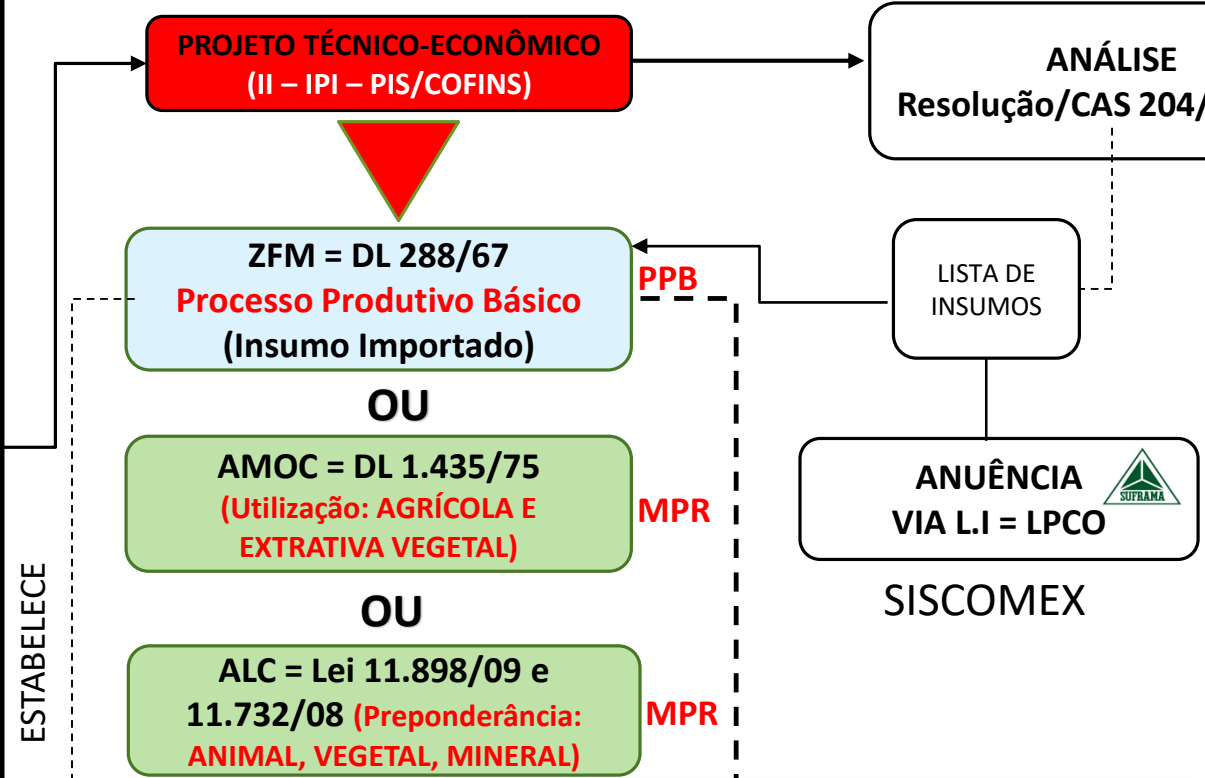 PROJETO TÉCNICO-ECONÔMICO
(II – IPI – PIS/COFINS)
ANÁLISE
Resolução/CAS 204/
ZFM = DL 288/67
Processo Produtivo Básico
(Insumo Importado)
PPB
LISTA DE
INSUMOS
OU
AMOC = DL 1.435/75
(Utilização: AGRÍCOLA E
EXTRATIVA VEGETAL)
MPR
ANUÊNCIA
VIA L.I = LPCO
SUFRAMA
SISCOMEX
OU
ALC = Lei 11.898/09 e
11.732/08 (Preponderância:
ANIMAL, VEGETAL, MINERAL)
MPR
ESTABELECE